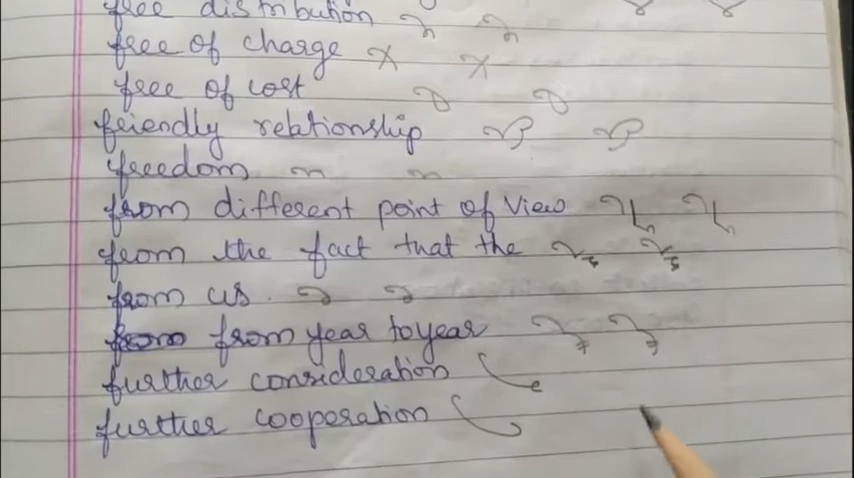 free distribution
free of charge
free of cost
friendly relationship
freedom
from different point of view
from the fact that the
from us.
from year to year
further consideration
further cooperation